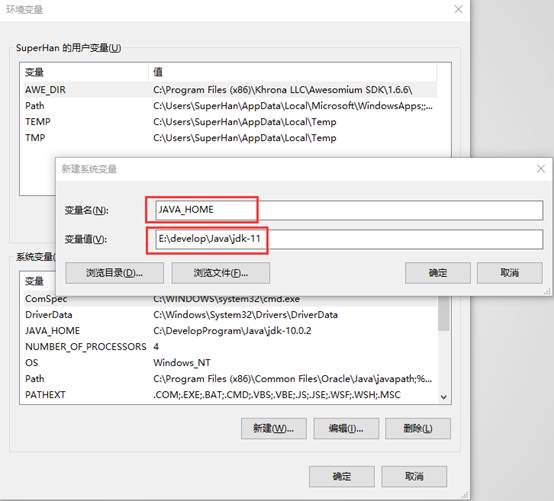 环境变量
SuperHan 的用户变量(U)
变量 值
AWE_DIR C:\Program Files (x86)\Khrona LLC\Awesomium SDK\1.6.6\
Path C:\Users\SuperHan\AppData\Local\Microsoft\WindowsApps;;...
TEMP C:\Users\SuperHan\AppData\Local\Temp
TMP C:\Users\SuperHan\AppData\Local\Temp
新建系统变量
变量名(N): JAVA_HOME
变量值(V): E:\develop\Java\jdk-11
浏览目录(D)... 浏览文件(F)... 确定 取消
系统变量(
变量
ComSpec C:\WINDOWS\system32\cmd.exe
DriverData C:\Windows\System32\Drivers\DriverData
JAVA_HOME C:\DevelopProgram\Java\jdk-10.0.2
NUMBER_OF_PROCESSORS 4
OS Windows_NT
Path C:\Program Files (x86)\Common Files\Oracle\Java\javapath;%...
PATHEXT .COM;.EXE;.BAT;.CMD;.VBS;.VBE;.JS;.JSE;.WSF;.WSH;.MSC
新建(W)... 编辑(I)... 删除(L)
确定 取消